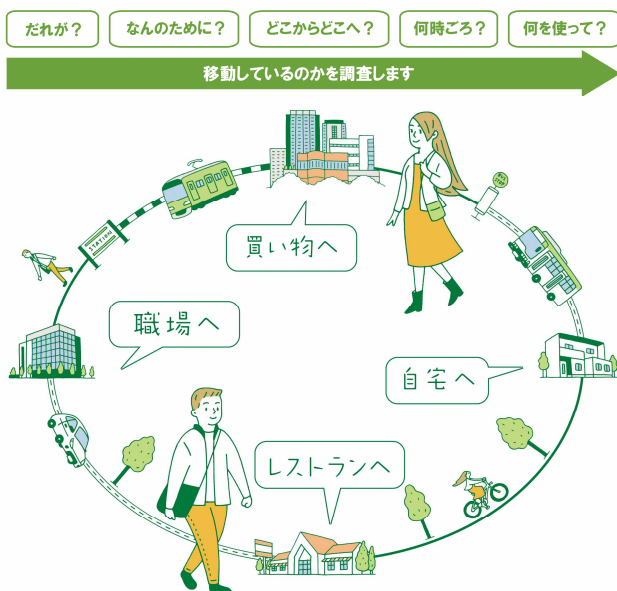 だれが？
なんのために？
どこからどこへ？
何時ごろ？
何を使って？
移動しているのかを調査します
買い物へ
STATION
職場へ
自宅へ
レストランへ